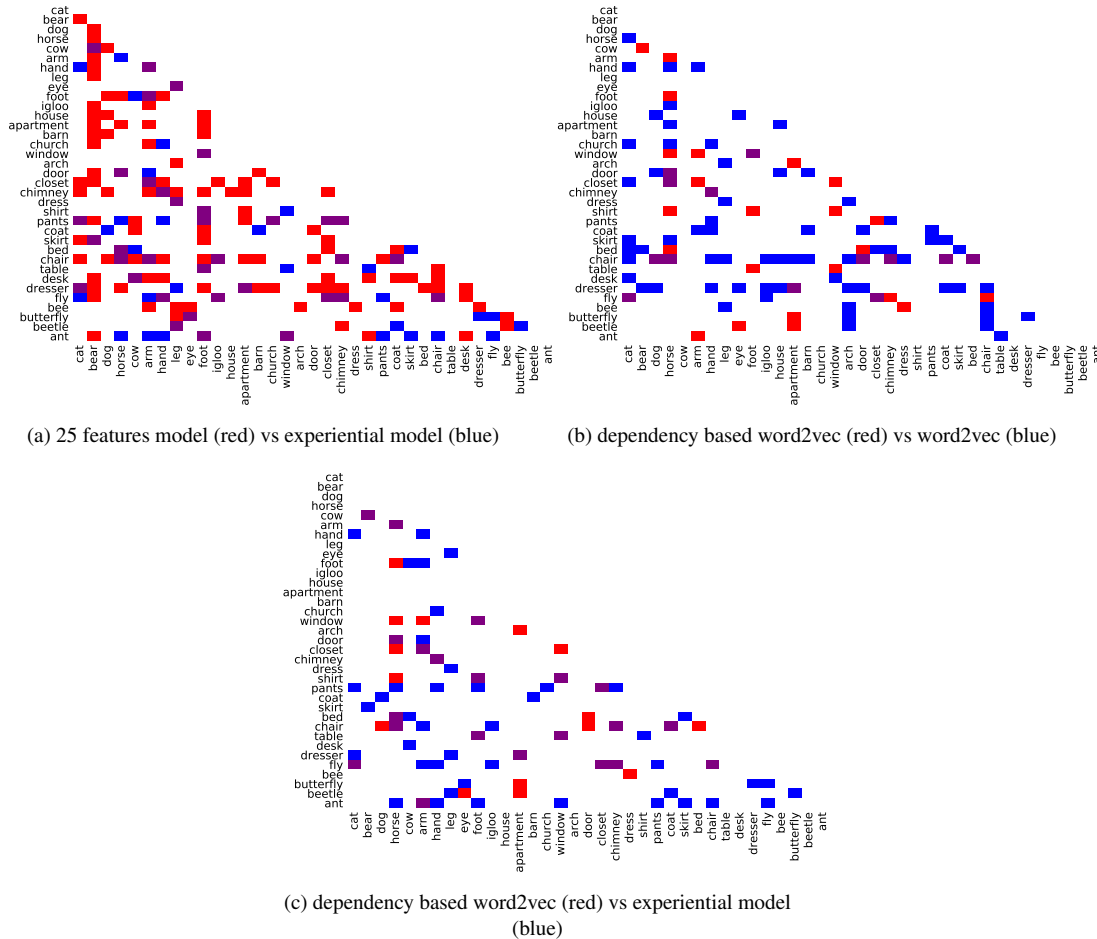 cat
bear
dog
horse
cow
arm
hand
leg
eye
foot
igloo
house
apartment
barn
church
window
arch
door
closet
chimney
dress
shirt
pants
coat
skirt
bed
chair
table
desk
dresser
fly
bee
butterfly
beetle
ant
cat
bear
dog
horse
cow
arm
hand
leg
eye
foot
igloo
house
apartment
barn
church
window
arch
door
closet
chimney
dress
shirt
pants
coat
skirt
bed
chair
table
desk
dresser
fly
bee
butterfly
beetle
ant
(a) 25 features model (red) vs experiential model (blue)
cat
bear
dog
horse
cow
arm
hand
leg
eye
foot
igloo
house
apartment
barn
church
window
arch
door
closet
chimney
dress
shirt
pants
coat
skirt
bed
chair
table
desk
dresser
fly
bee
butterfly
beetle
ant
cat
bear
dog
horse
cow
arm
hand
leg
eye
foot
igloo
house
apartment
barn
church
window
arch
door
closet
chimney
dress
shirt
pants
coat
skirt
bed
chair
table
desk
dresser
fly
bee
butterfly
beetle
ant
(b) dependency based word2vec (red) vs word2vec (blue)
cat
bear
dog
horse
cow
arm
hand
leg
eye
foot
igloo
house
apartment
barn
church
window
arch
door
closet
chimney
dress
shirt
pants
coat
skirt
bed
chair
table
desk
dresser
fly
bee
butterfly
beetle
ant
cat
bear
dog
horse
cow
arm
hand
leg
eye
foot
igloo
house
apartment
barn
church
window
arch
door
closet
chimney
dress
shirt
pants
coat
skirt
bed
chair
table
desk
dresser
fly
bee
butterfly
beetle
ant
(c) dependency based word2vec (red) vs experiential model
(blue)